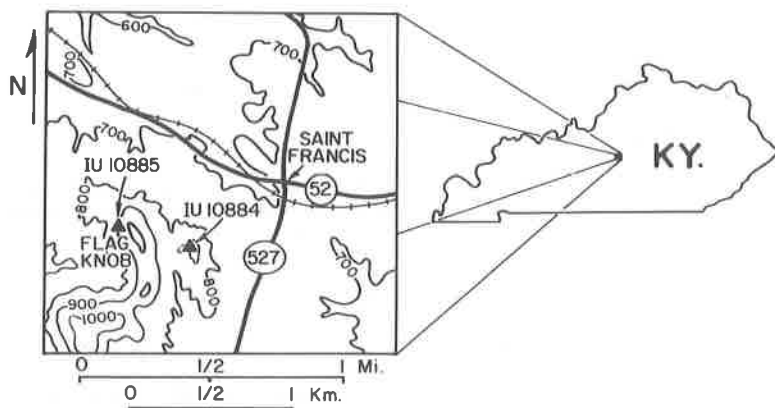 N
600
700
700
700
SAINT
FRANCIS
IU 10885
800
IU 10884
52
FLAG
KNOB
527
800
700
900
1000
KY.
0 1/2 1 Mi.
0 1/2 1 Km.